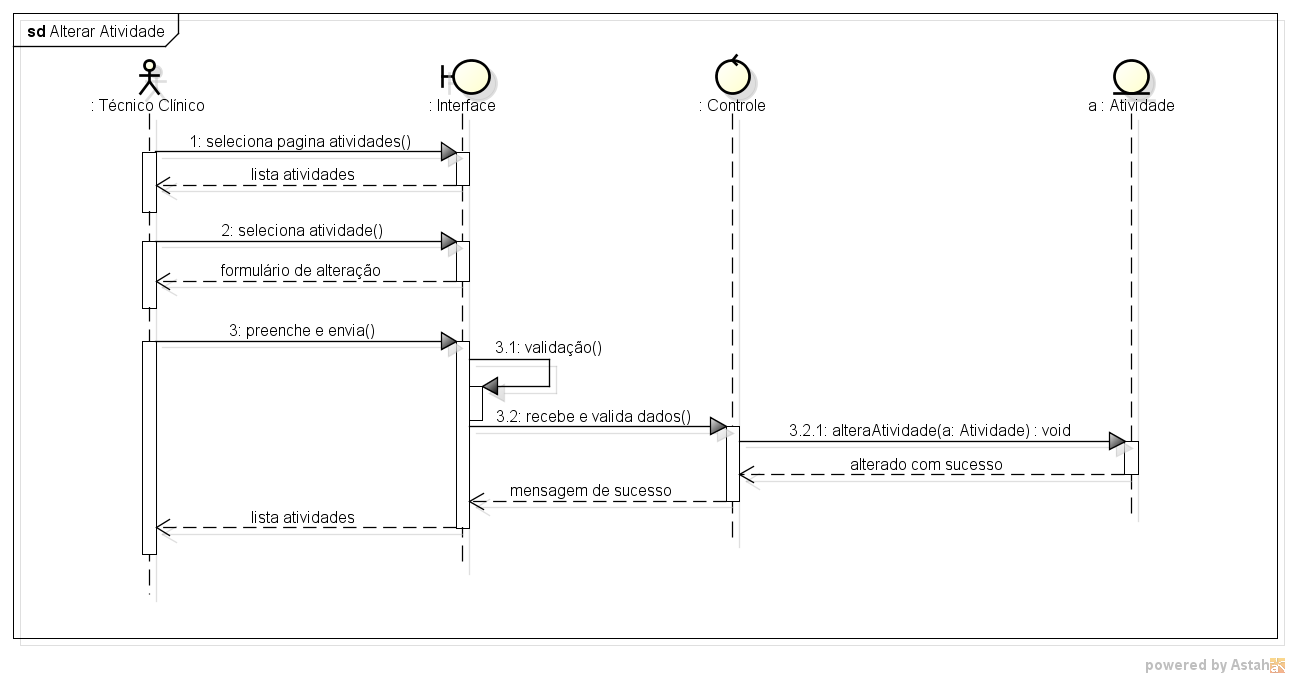 sd Alterar Atividade
: Técnico Clínico
: Interface
: Controle
a : Atividade
1: seleciona pagina atividades()
lista atividades
2: seleciona atividade()
formulário de alteração
3: preenche e envia()
3.1: validação()
3.2: recebe e valida dados()
3.2.1: alteraAtividade(a: Atividade) : void
alterado com sucesso
mensagem de sucesso
lista atividades
powered by Astah